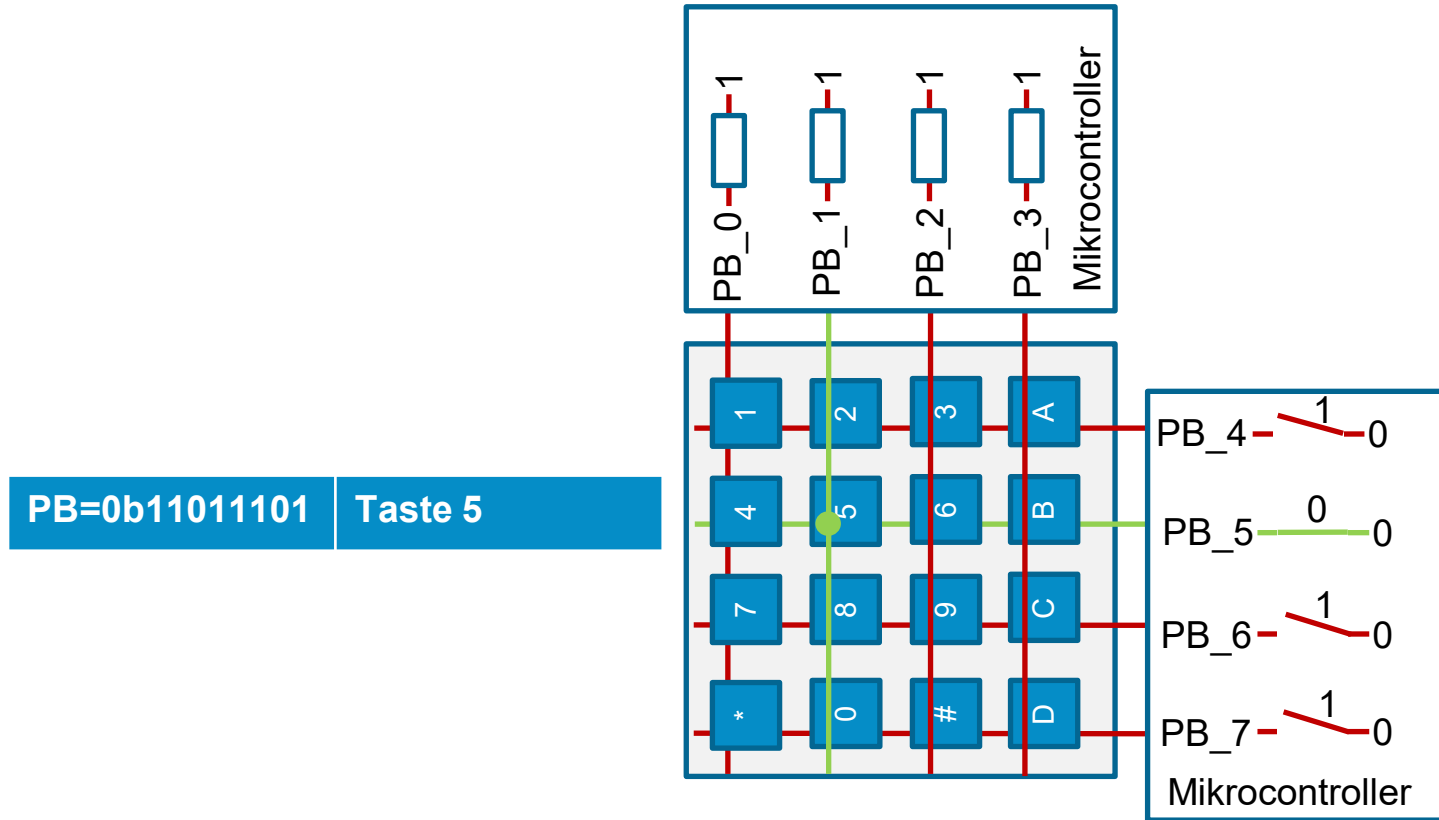 1 1 1 1
PB_0 PB_1 PB_2 PB_3
Mikrocontroller
PB=0b11011101 Taste 5
1 2 3 A
4 5 6 B
7 8 9 C
* 0 # D
PB_4 1 0
PB_5 0 0
PB_6 1 0
PB_7 1 0
Mikrocontroller